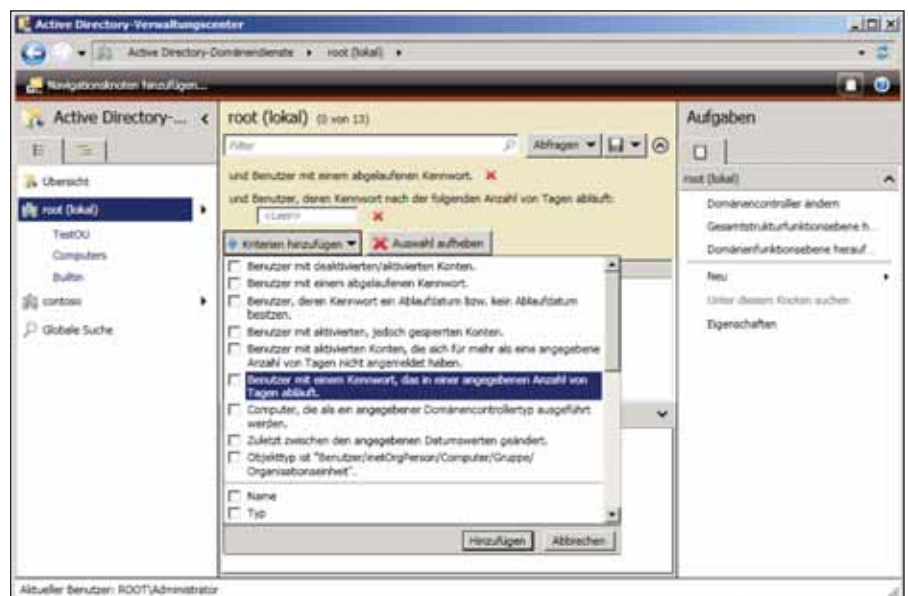 Active Directory-Verwaltungscenter
Active Directory-Domänendienste ▸ root (lokal) ▸
Navigationsknoten hinzufügen...
Active Directory-... <
Übersicht
root (lokal)
TestOU
Computers
Builtin
contoso
Globale Suche
root (lokal) (0 von 13)
Filter
Abfragen
und Benutzer mit einem abgelaufenen Kennwort.
und Benutzer, deren Kennwort nach der folgenden Anzahl von Tagen abläuft:
<Leer>
Kriterien hinzufügen
Auswahl aufheben
Benutzer mit deaktivierten/aktivierten Konten.
Benutzer mit einem abgelaufenen Kennwort.
Benutzer, deren Kennwort ein Ablaufdatum bzw. kein Ablaufdatum
besitzen.
Benutzer mit aktivierten, jedoch gesperrten Konten.
Benutzer mit aktivierten Konten, die sich für mehr als eine angegebene
Anzahl von Tagen nicht angemeldet haben.
Benutzer mit einem Kennwort, das in einer angegebenen Anzahl von
Tagen abläuft.
Computer, die als ein angegebener Domänencontrollertyp ausgeführt
werden.
Zuletzt zwischen den angegebenen Datumswerten geändert.
Objekttyp ist "Benutzer/inetOrgPerson/Computer/Gruppe/
Organisationseinheit".
Name
Typ
Hinzufügen
Abbrechen
Aufgaben
root (lokal)
Domänencontroller ändern
Gesamtstrukturfunktionsebene h...
Domänenfunktionsebene herauf...
Neu
Unter diesem Knoten suchen
Eigenschaften
Aktueller Benutzer: ROOT\Administrator